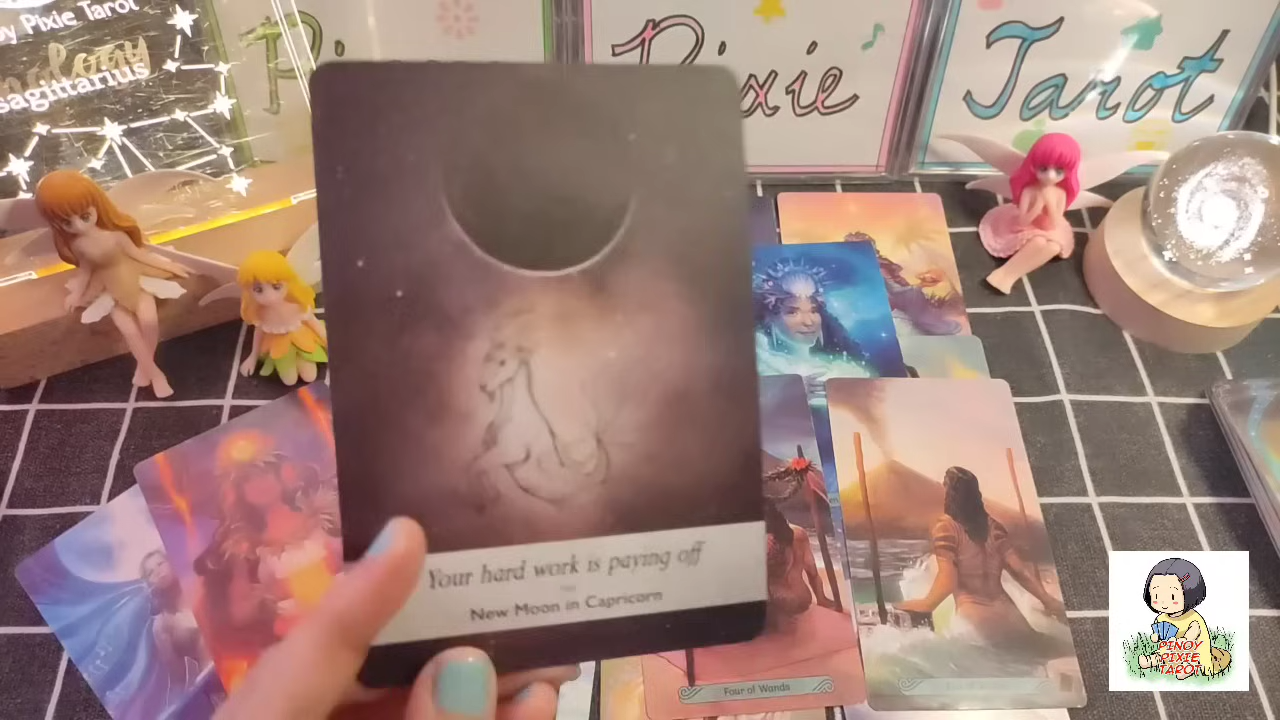 y Pixie Tarot
sagittarius
Pi
Pixie
Tarot
Your hard work is paying off
New Moon in Capricorn
Four of Wands
PINOY
PIXIE
TAROT